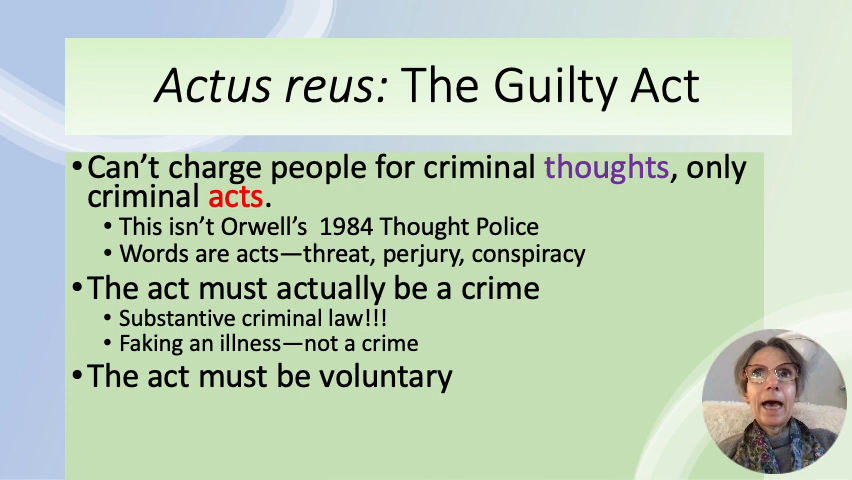 Actus reus: The Guilty Act
•Can’t charge people for criminal thoughts, only
criminal acts.
• This isn’t Orwell’s  1984 Thought Police
• Words are acts—threat, perjury, conspiracy
•The act must actually be a crime
• Substantive criminal law!!!
• Faking an illness—not a crime
•The act must be voluntary